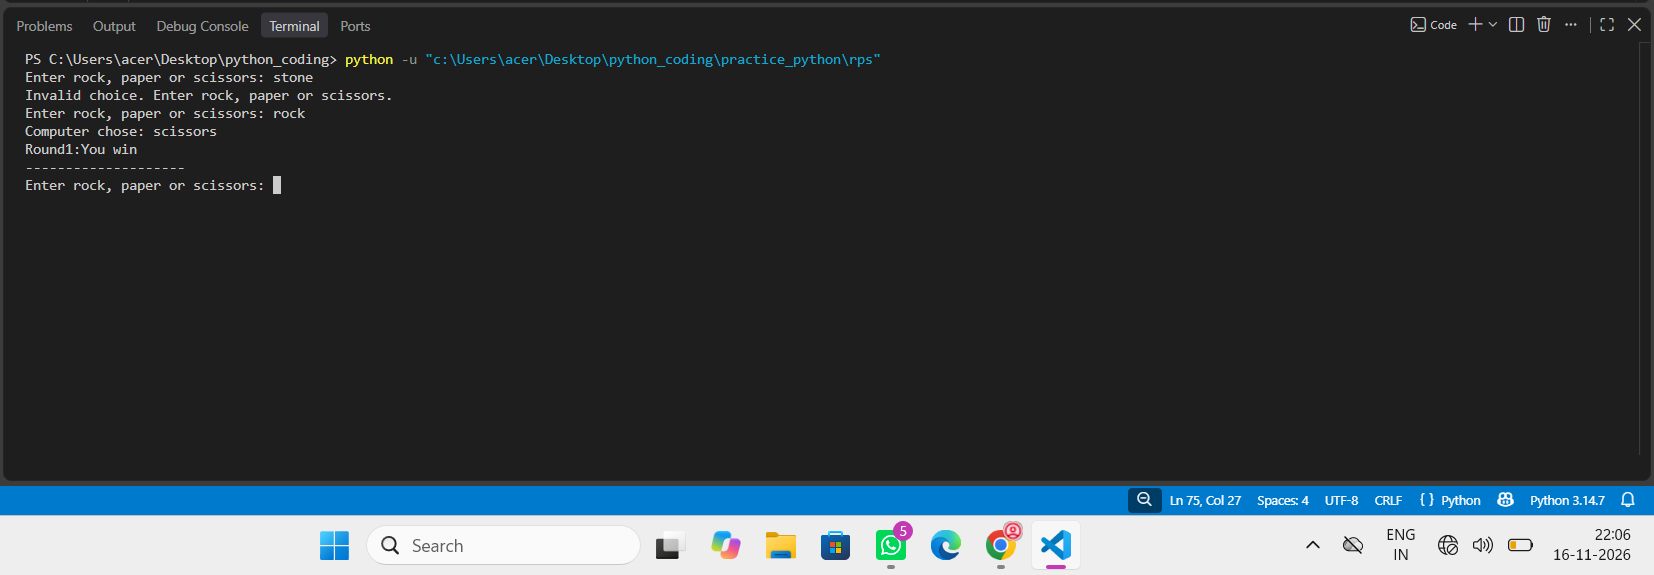 Problems Output Debug Console Terminal Ports Code
PS C:\Users\acer\Desktop\python_coding> python -u "c:\Users\acer\Desktop\python_coding\practice_python\rps"
Enter rock, paper or scissors: stone
Invalid choice. Enter rock, paper or scissors.
Enter rock, paper or scissors: rock
Computer chose: scissors
Round1:You win
--------------------
Enter rock, paper or scissors:
Ln 75, Col 27 Spaces: 4 UTF-8 CRLF {} Python Python 3.14.7
Search 5 ENG 22:06
IN 16-11-2026